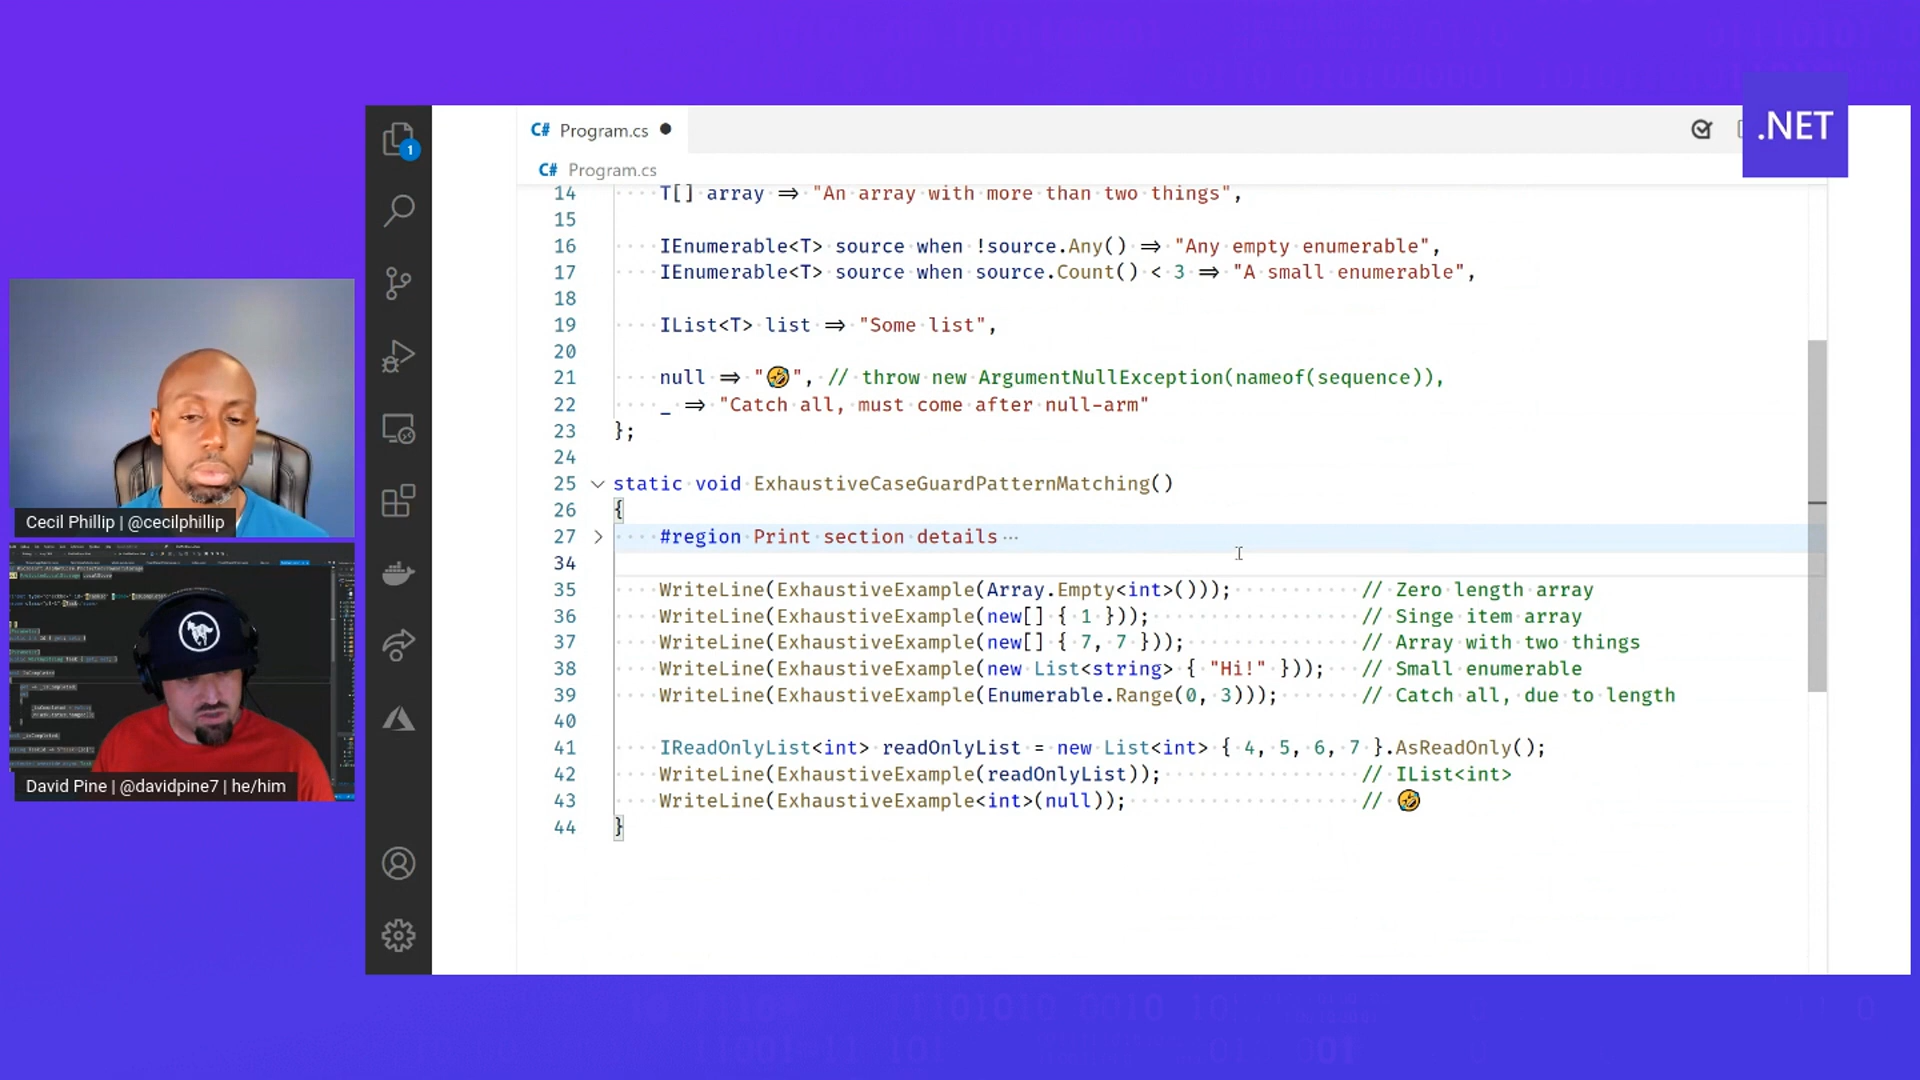 .NET
C# Program.cs
C# Program.cs
1
14 T[] array => "An array with more than two things",
15
16 IEnumerable<T> source when !source.Any() => "Any empty enumerable",
17 IEnumerable<T> source when source.Count() < 3 => "A small enumerable",
18
19 IList<T> list => "Some list",
20
21 null => "🤣", // throw new ArgumentNullException(nameof(sequence)),
22 _ => "Catch all, must come after null-arm"
23 };
24
25 static void ExhaustiveCaseGuardPatternMatching()
26 {
27 #region Print section details ...
34
35 WriteLine(ExhaustiveExample(Array.Empty<int>())); // Zero length array
36 WriteLine(ExhaustiveExample(new[] { 1 })); // Singe item array
37 WriteLine(ExhaustiveExample(new[] { 7, 7 })); // Array with two things
38 WriteLine(ExhaustiveExample(new List<string> { "Hi!" })); // Small enumerable
39 WriteLine(ExhaustiveExample(Enumerable.Range(0, 3))); // Catch all, due to length
40
41 IReadOnlyList<int> readOnlyList = new List<int> { 4, 5, 6, 7 }.AsReadOnly();
42 WriteLine(ExhaustiveExample(readOnlyList)); // IList<int>
43 WriteLine(ExhaustiveExample<int>(null)); // 🤣
44 }
Cecil Phillip | @cecilphillip
David Pine | @davidpine7 | he/him